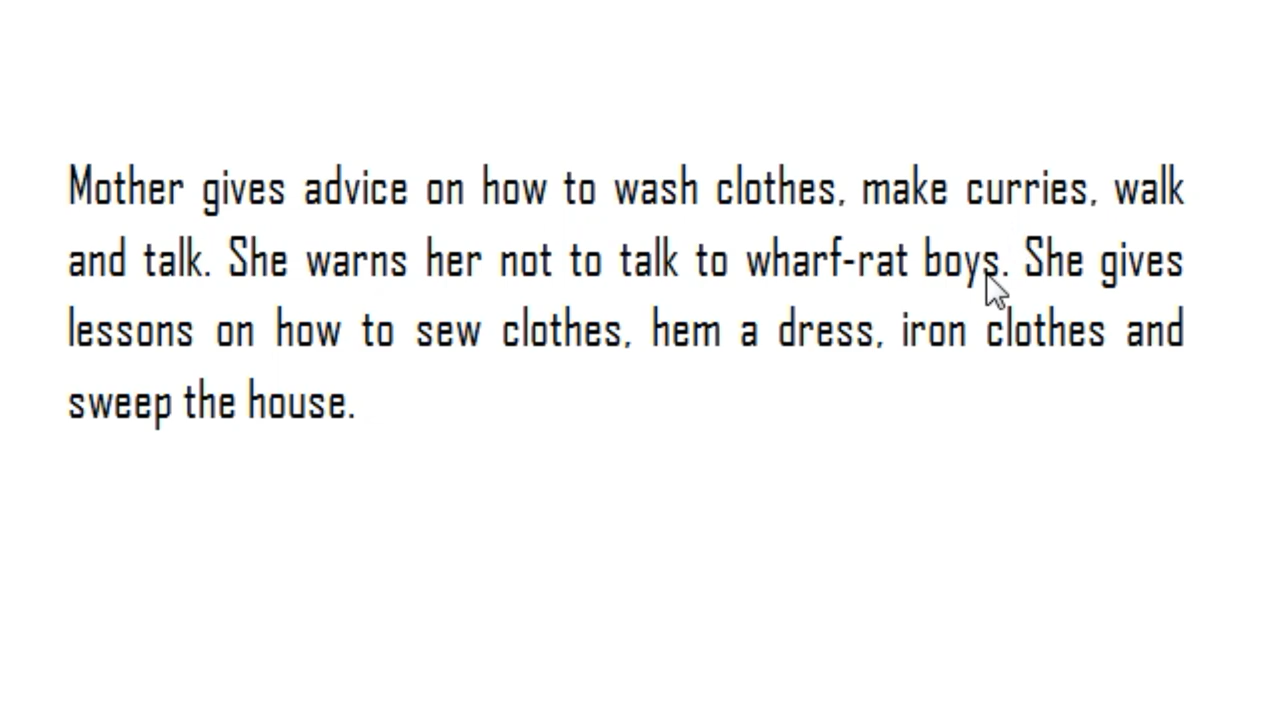 Mother gives advice on how to wash clothes, make curries, walk
and talk. She warns her not to talk to wharf-rat boys. She gives
lessons on how to sew clothes, hem a dress, iron clothes and
sweep the house.